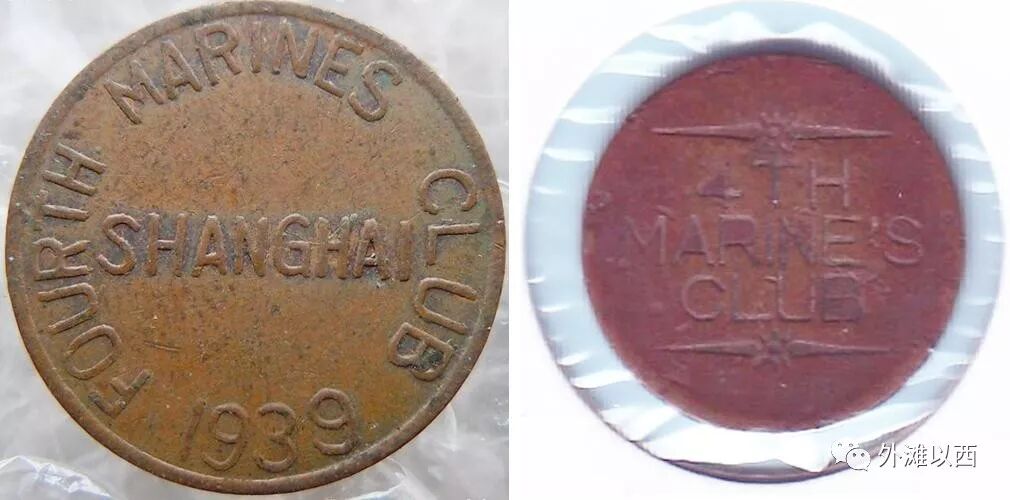 FOURTH MARINES CLUB
SHANGHAI
1939
4TH
MARINE'S
CLUB
外滩以西